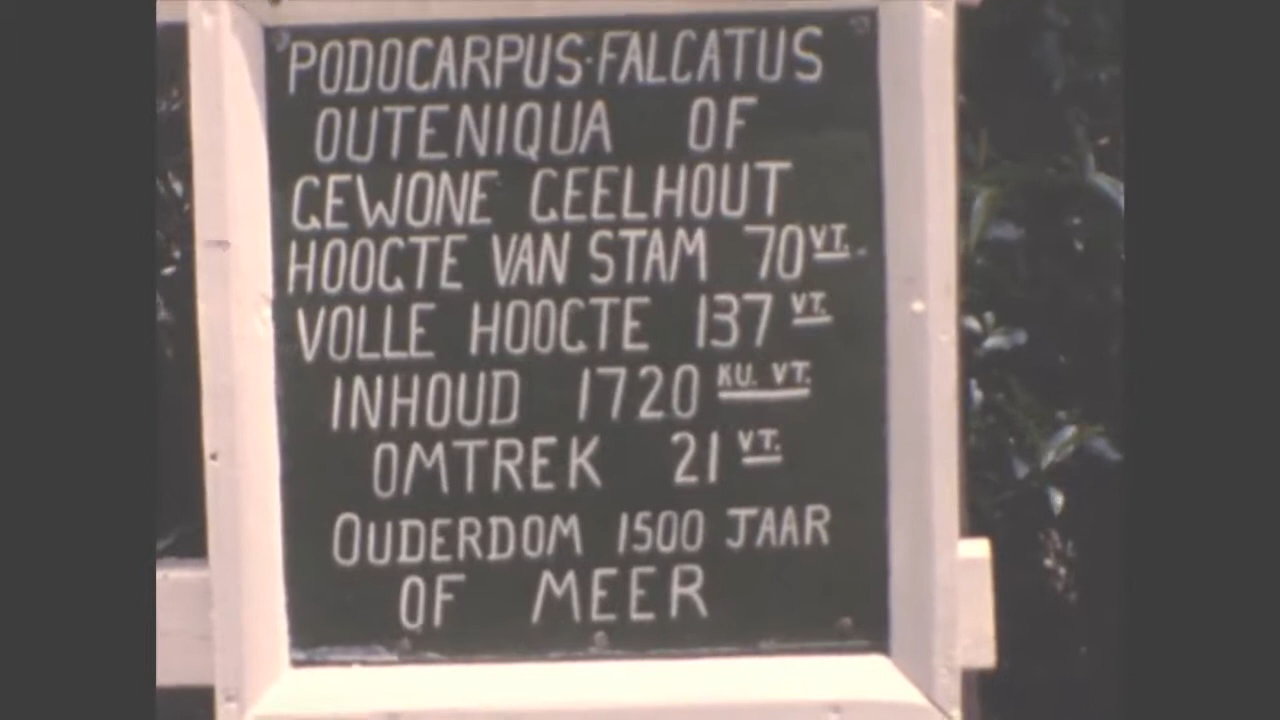 PODOCARPUS-FALCATUS
OUTENIQUA OF
GEWONE GEELHOUT
HOOGTE VAN STAM 70 VT.
VOLLE HOOGTE 137 VT.
INHOUD 1720 KU. VT.
OMTREK 21 VT.
OUDERDOM 1500 JAAR
OF MEER